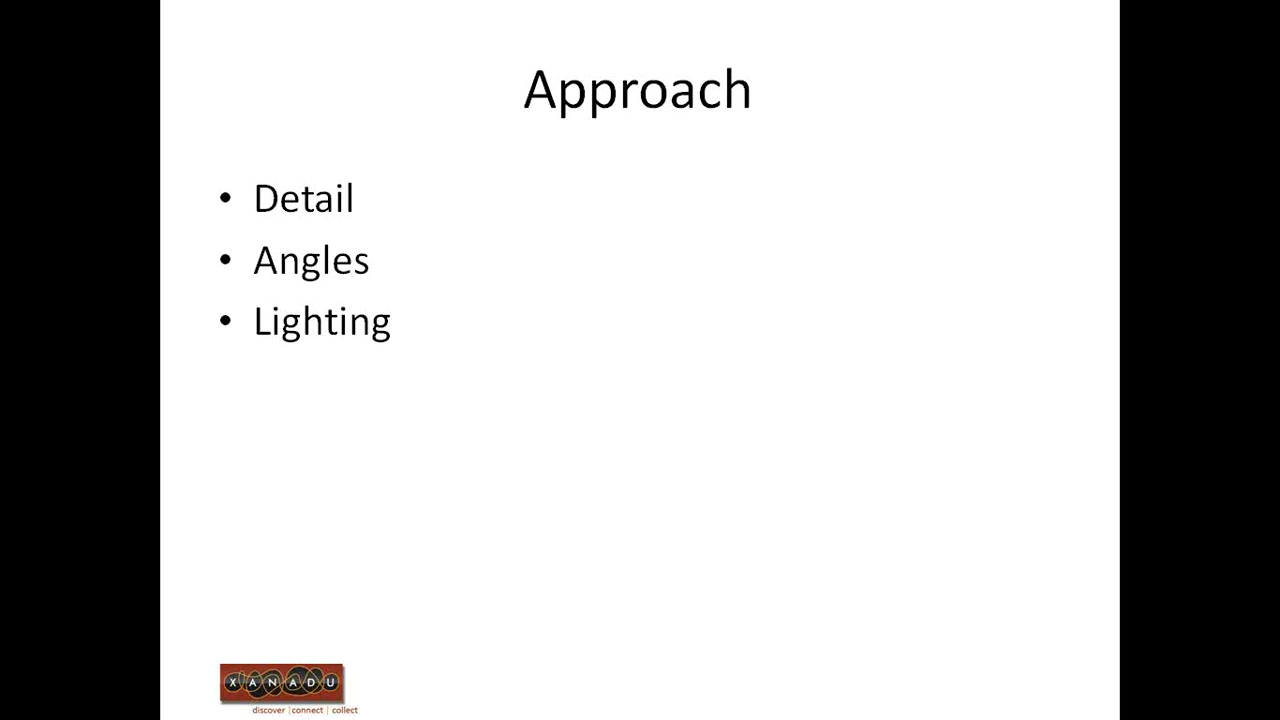 Approach
• Detail
• Angles
• Lighting
XANADU
discover | connect | collect